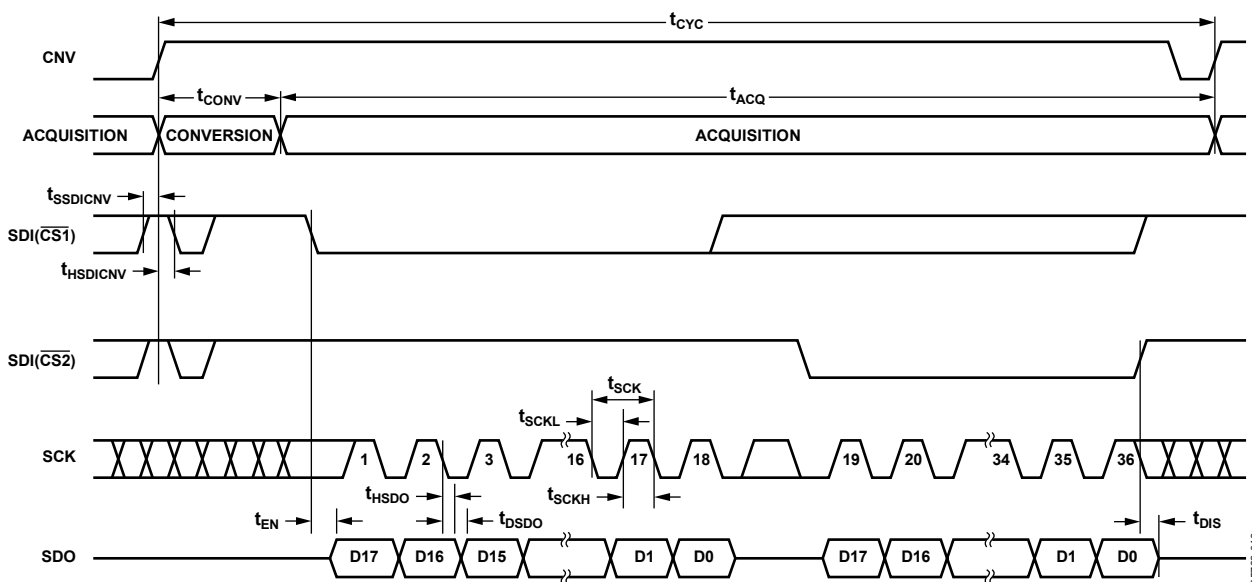 tCYC
CNV
tCONV
tACQ
ACQUISITION CONVERSION ACQUISITION
tSSDICNV
SDI(CS1)
tHSDICNV
SDI(CS2)
tSCK
tSCKL
SCK 1 2 3 16 17 18 19 20 34 35 36
tHSDO tSCKH
tEN tDSDO tDIS
SDO D17 D16 D15 D1 D0 D17 D16 D1 D0